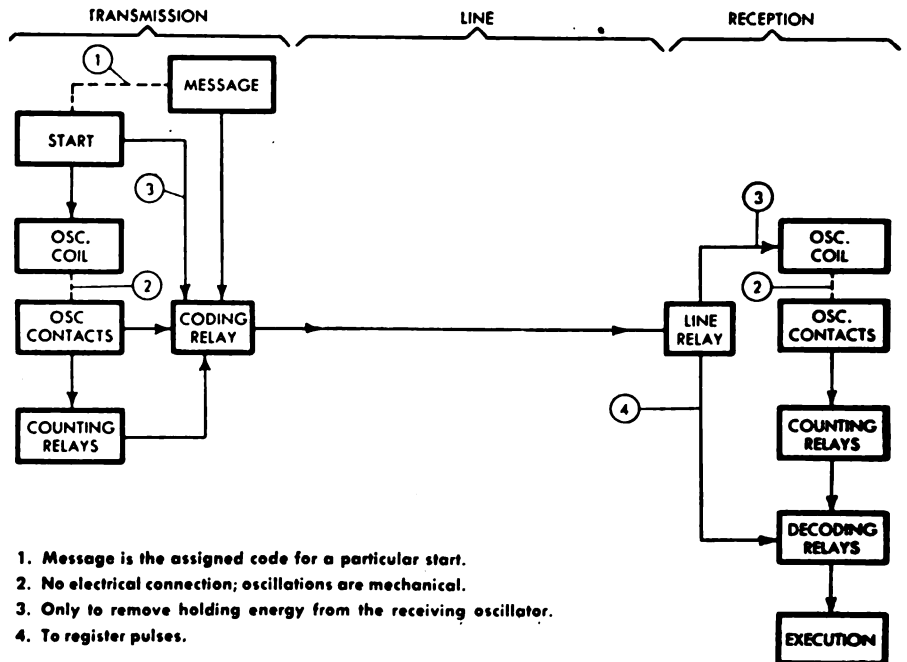 TRANSMISSION
LINE
RECEPTION
1
MESSAGE
START
3
OSC.
COIL
2
OSC
CONTACTS
CODING
RELAY
COUNTING
RELAYS
3
OSC.
COIL
2
LINE
RELAY
OSC.
CONTACTS
4
COUNTING
RELAYS
DECODING
RELAYS
EXECUTION
1. Message is the assigned code for a particular start.
2. No electrical connection; oscillations are mechanical.
3. Only to remove holding energy from the receiving oscillator.
4. To register pulses.